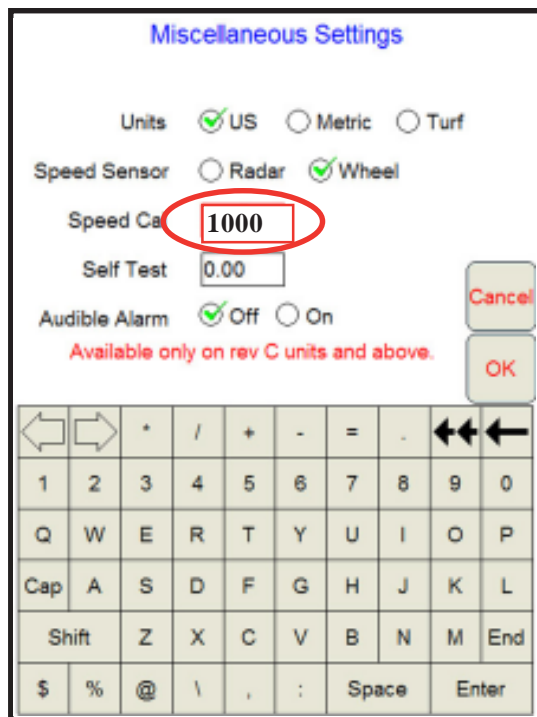 Miscellaneous Settings
Units US Metric Turf
Speed Sensor Radar Wheel
Speed Ca 1000
Self Test 0.00
Audible Alarm Off On
Cancel
Available only on rev C units and above.
OK
* / + - = .
1 2 3 4 5 6 7 8 9 0
Q W E R T Y U I O P
Cap A S D F G H J K L
Shift Z X C V B N M End
$ % @ \ , : Space Enter